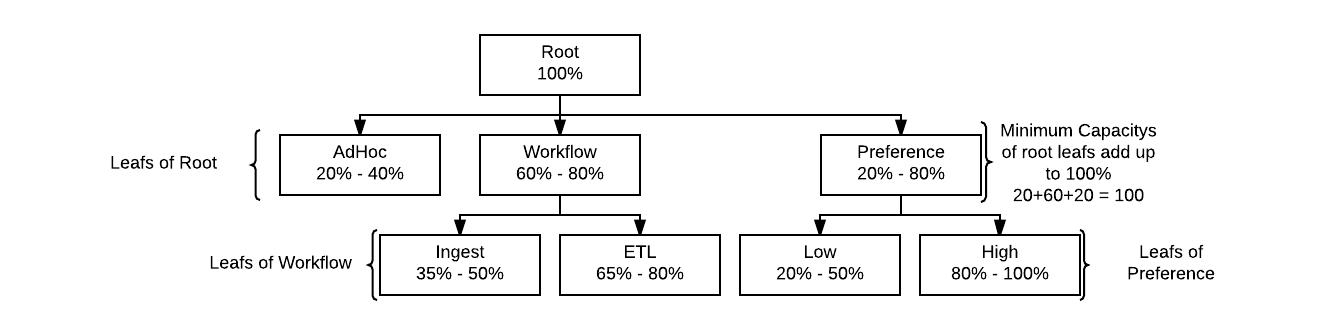 Root
100%
Leafs of Root
AdHoc
20% - 40%
Workflow
60% - 80%
Preference
20% - 80%
Minimum Capacitys
of root leafs add up
to 100%
20+60+20 = 100
Leafs of Workflow
Ingest
35% - 50%
ETL
65% - 80%
Low
20% - 50%
High
80% - 100%
Leafs of
Preference